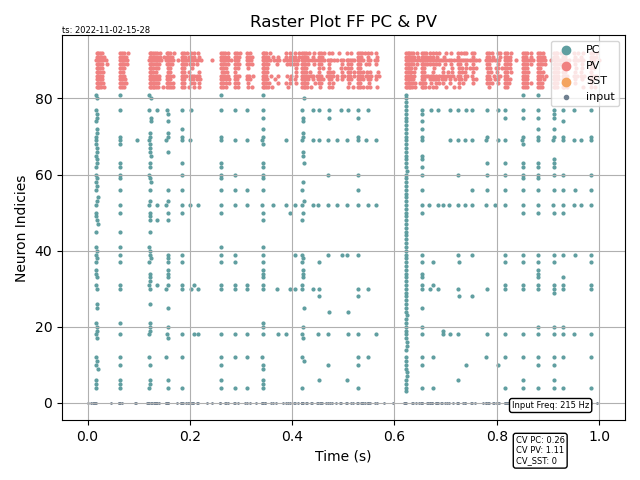 Raster Plot FF PC & PV
ts: 2022-11-02-15-28
PC
PV
SST
input
80
60
40
20
0
Neuron Indicies
Input Freq: 215 Hz
0.0 0.2 0.4 0.6 0.8 1.0
Time (s)
CV PC: 0.26
CV PV: 1.11
CV_SST: 0